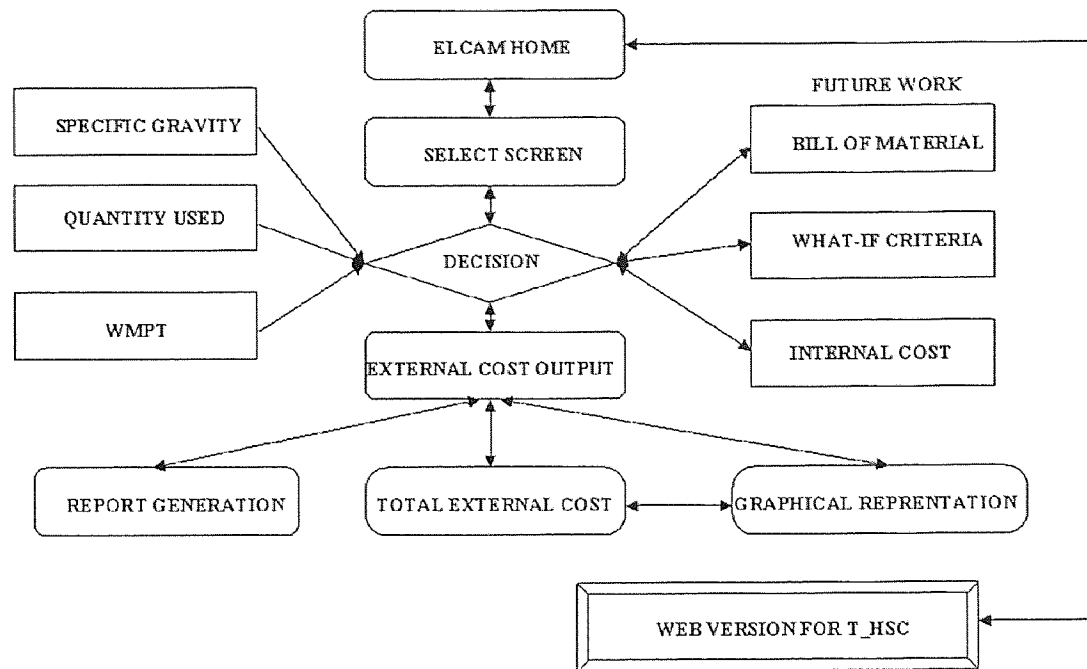 ELCAM HOME
FUTURE WORK
SPECIFIC GRAVITY
SELECT SCREEN
BILL OF MATERIAL
QUANTITY USED
DECISION
WHAT-IF CRITERIA
WMPT
EXTERNAL COST OUTPUT
INTERNAL COST
REPORT GENERATION
TOTAL EXTERNAL COST
GRAPHICAL REPRENTATION
WEB VERSION FOR T_HSC